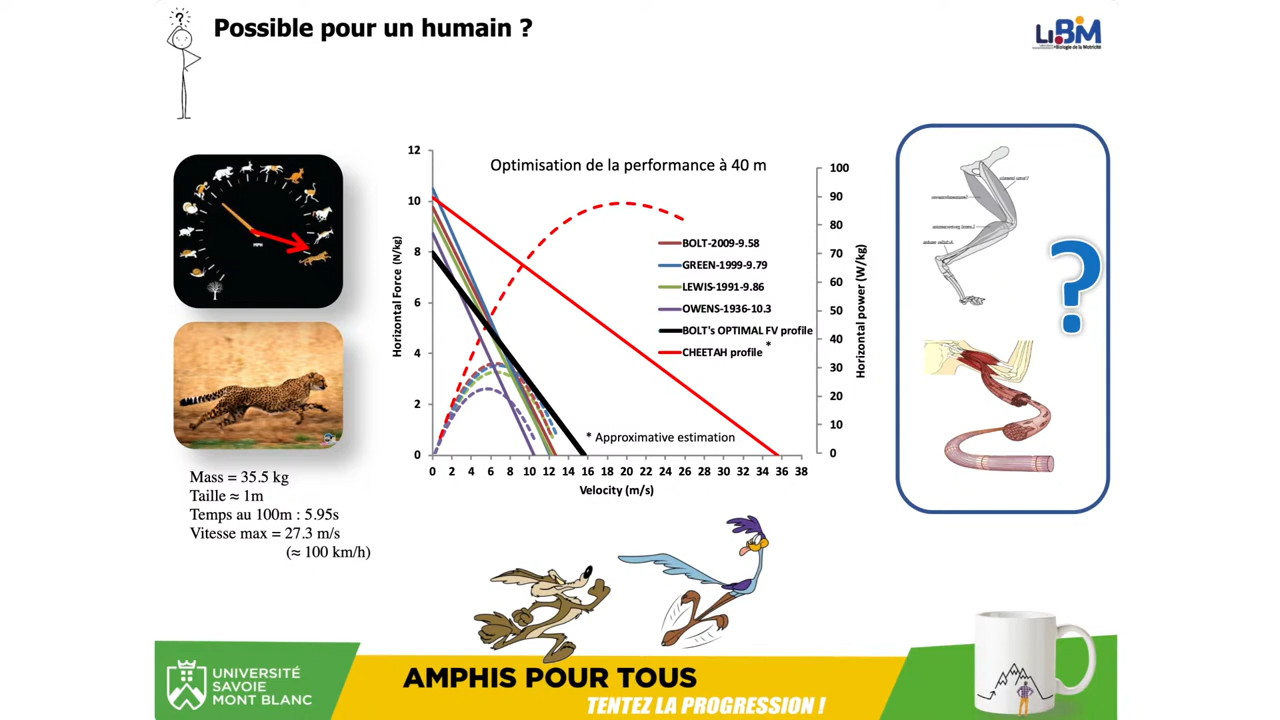 Possible pour un humain ?
LIBM
Biologie de la Motricité
?
Mass = 35.5 kg
Taille ≈ 1m
Temps au 100m : 5.95s
Vitesse max = 27.3 m/s
(≈ 100 km/h)
Optimisation de la performance à 40 m
Horizontal Force (N/kg)
12
10
8
6
4
2
0
0 2 4 6 8 10 12 14 16 18 20 22 24 26 28 30 32 34 36 38
Velocity (m/s)
BOLT-2009-9.58
GREEN-1999-9.79
LEWIS-1991-9.86
OWENS-1936-10.3
BOLT's OPTIMAL FV profile
CHEETAH profile *
* Approximative estimation
100
90
80
70
60
50
40
30
20
10
0
Horizontal power (W/kg)
?
UNIVERSITÉ
SAVOIE
MONT BLANC
AMPHIS POUR TOUS
TENTEZ LA PROGRESSION !